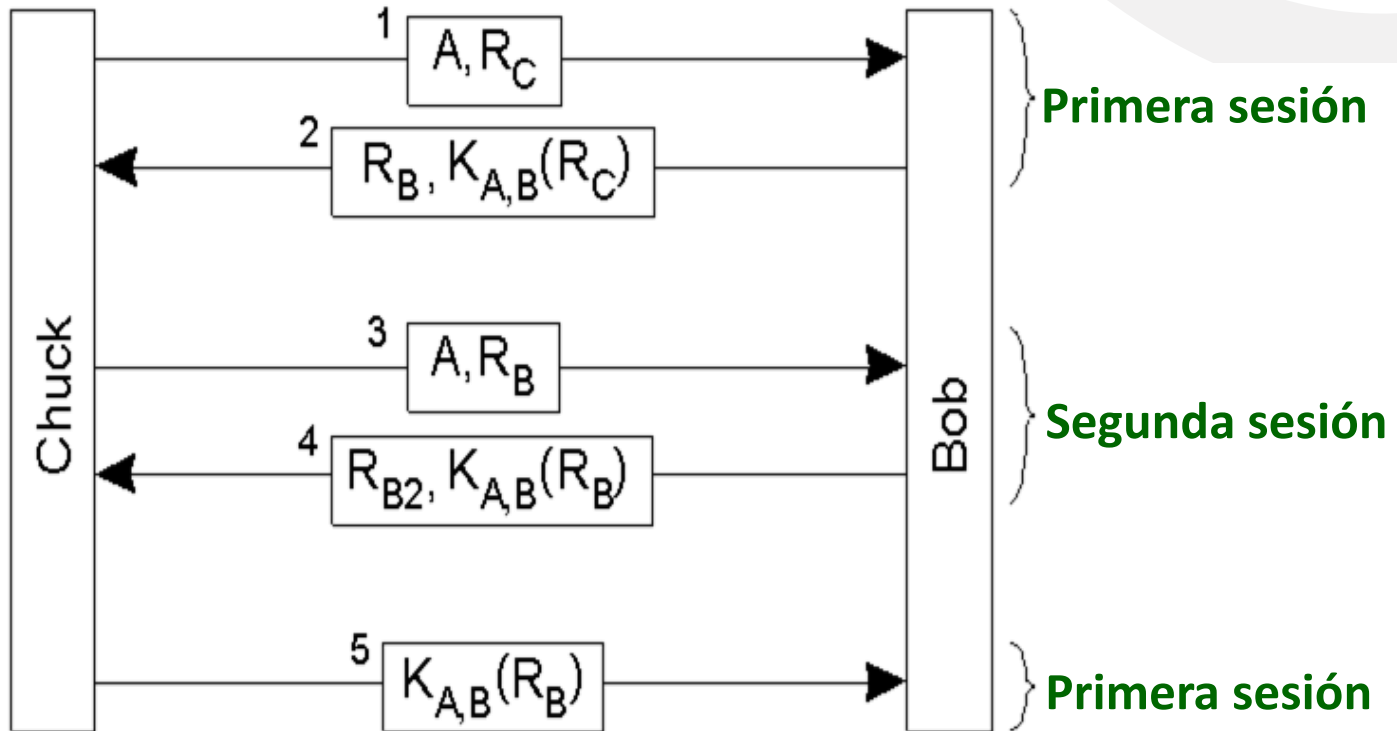 1
A, R_C
Primera sesión
2
R_B, K_A,B(R_C)
Chuck
Bob
3
A, R_B
Segunda sesión
4
R_B2, K_A,B(R_B)
5
K_A,B(R_B)
Primera sesión